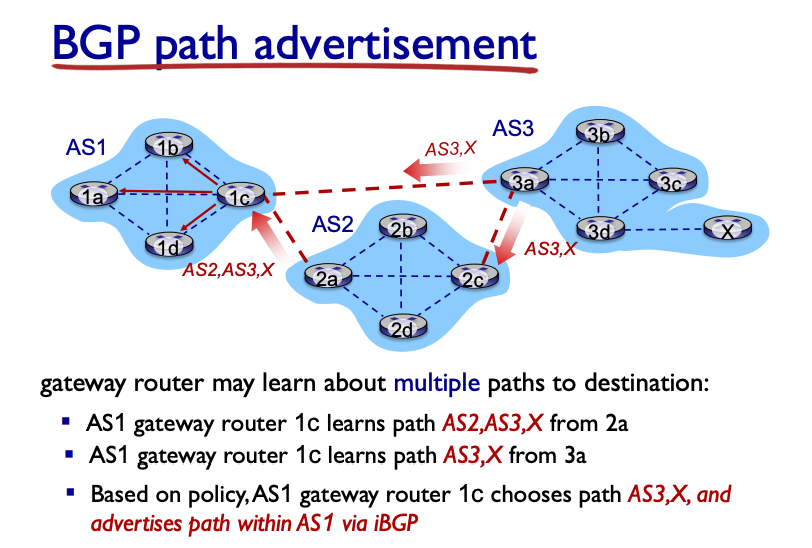 BGP path advertisement
AS1
1b
1a
1c
1d
AS2,AS3,X
AS2
2b
2a
2c
2d
AS3,X
AS3
3b
3a
3c
3d
X
AS3,X
gateway router may learn about multiple paths to destination:
▪ AS1 gateway router 1c learns path AS2,AS3,X from 2a
▪ AS1 gateway router 1c learns path AS3,X from 3a
▪ Based on policy, AS1 gateway router 1c chooses path AS3,X, and
advertises path within AS1 via iBGP